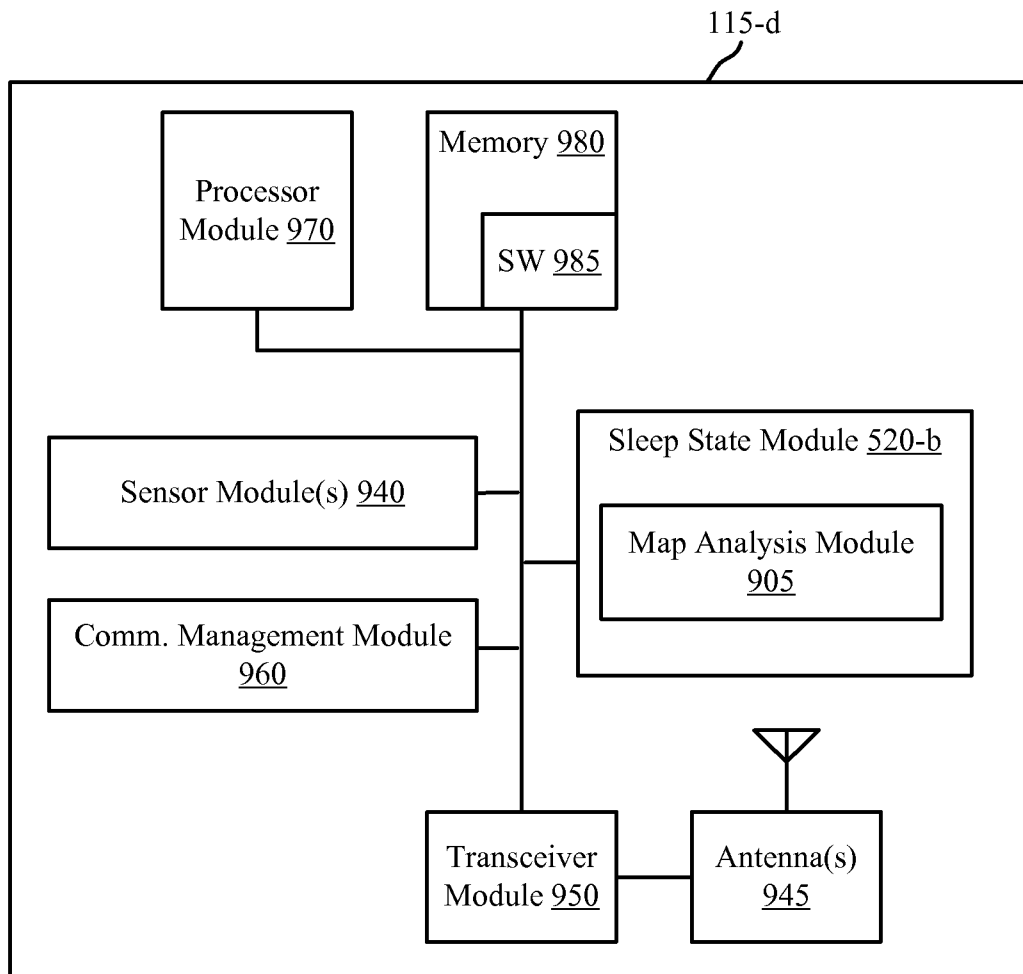 115-d
Processor
Module 970
Memory 980
SW 985
Sensor Module(s) 940
Sleep State Module 520-b
Map Analysis Module
905
Comm. Management Module
960
Transceiver
Module 950
Antenna(s)
945